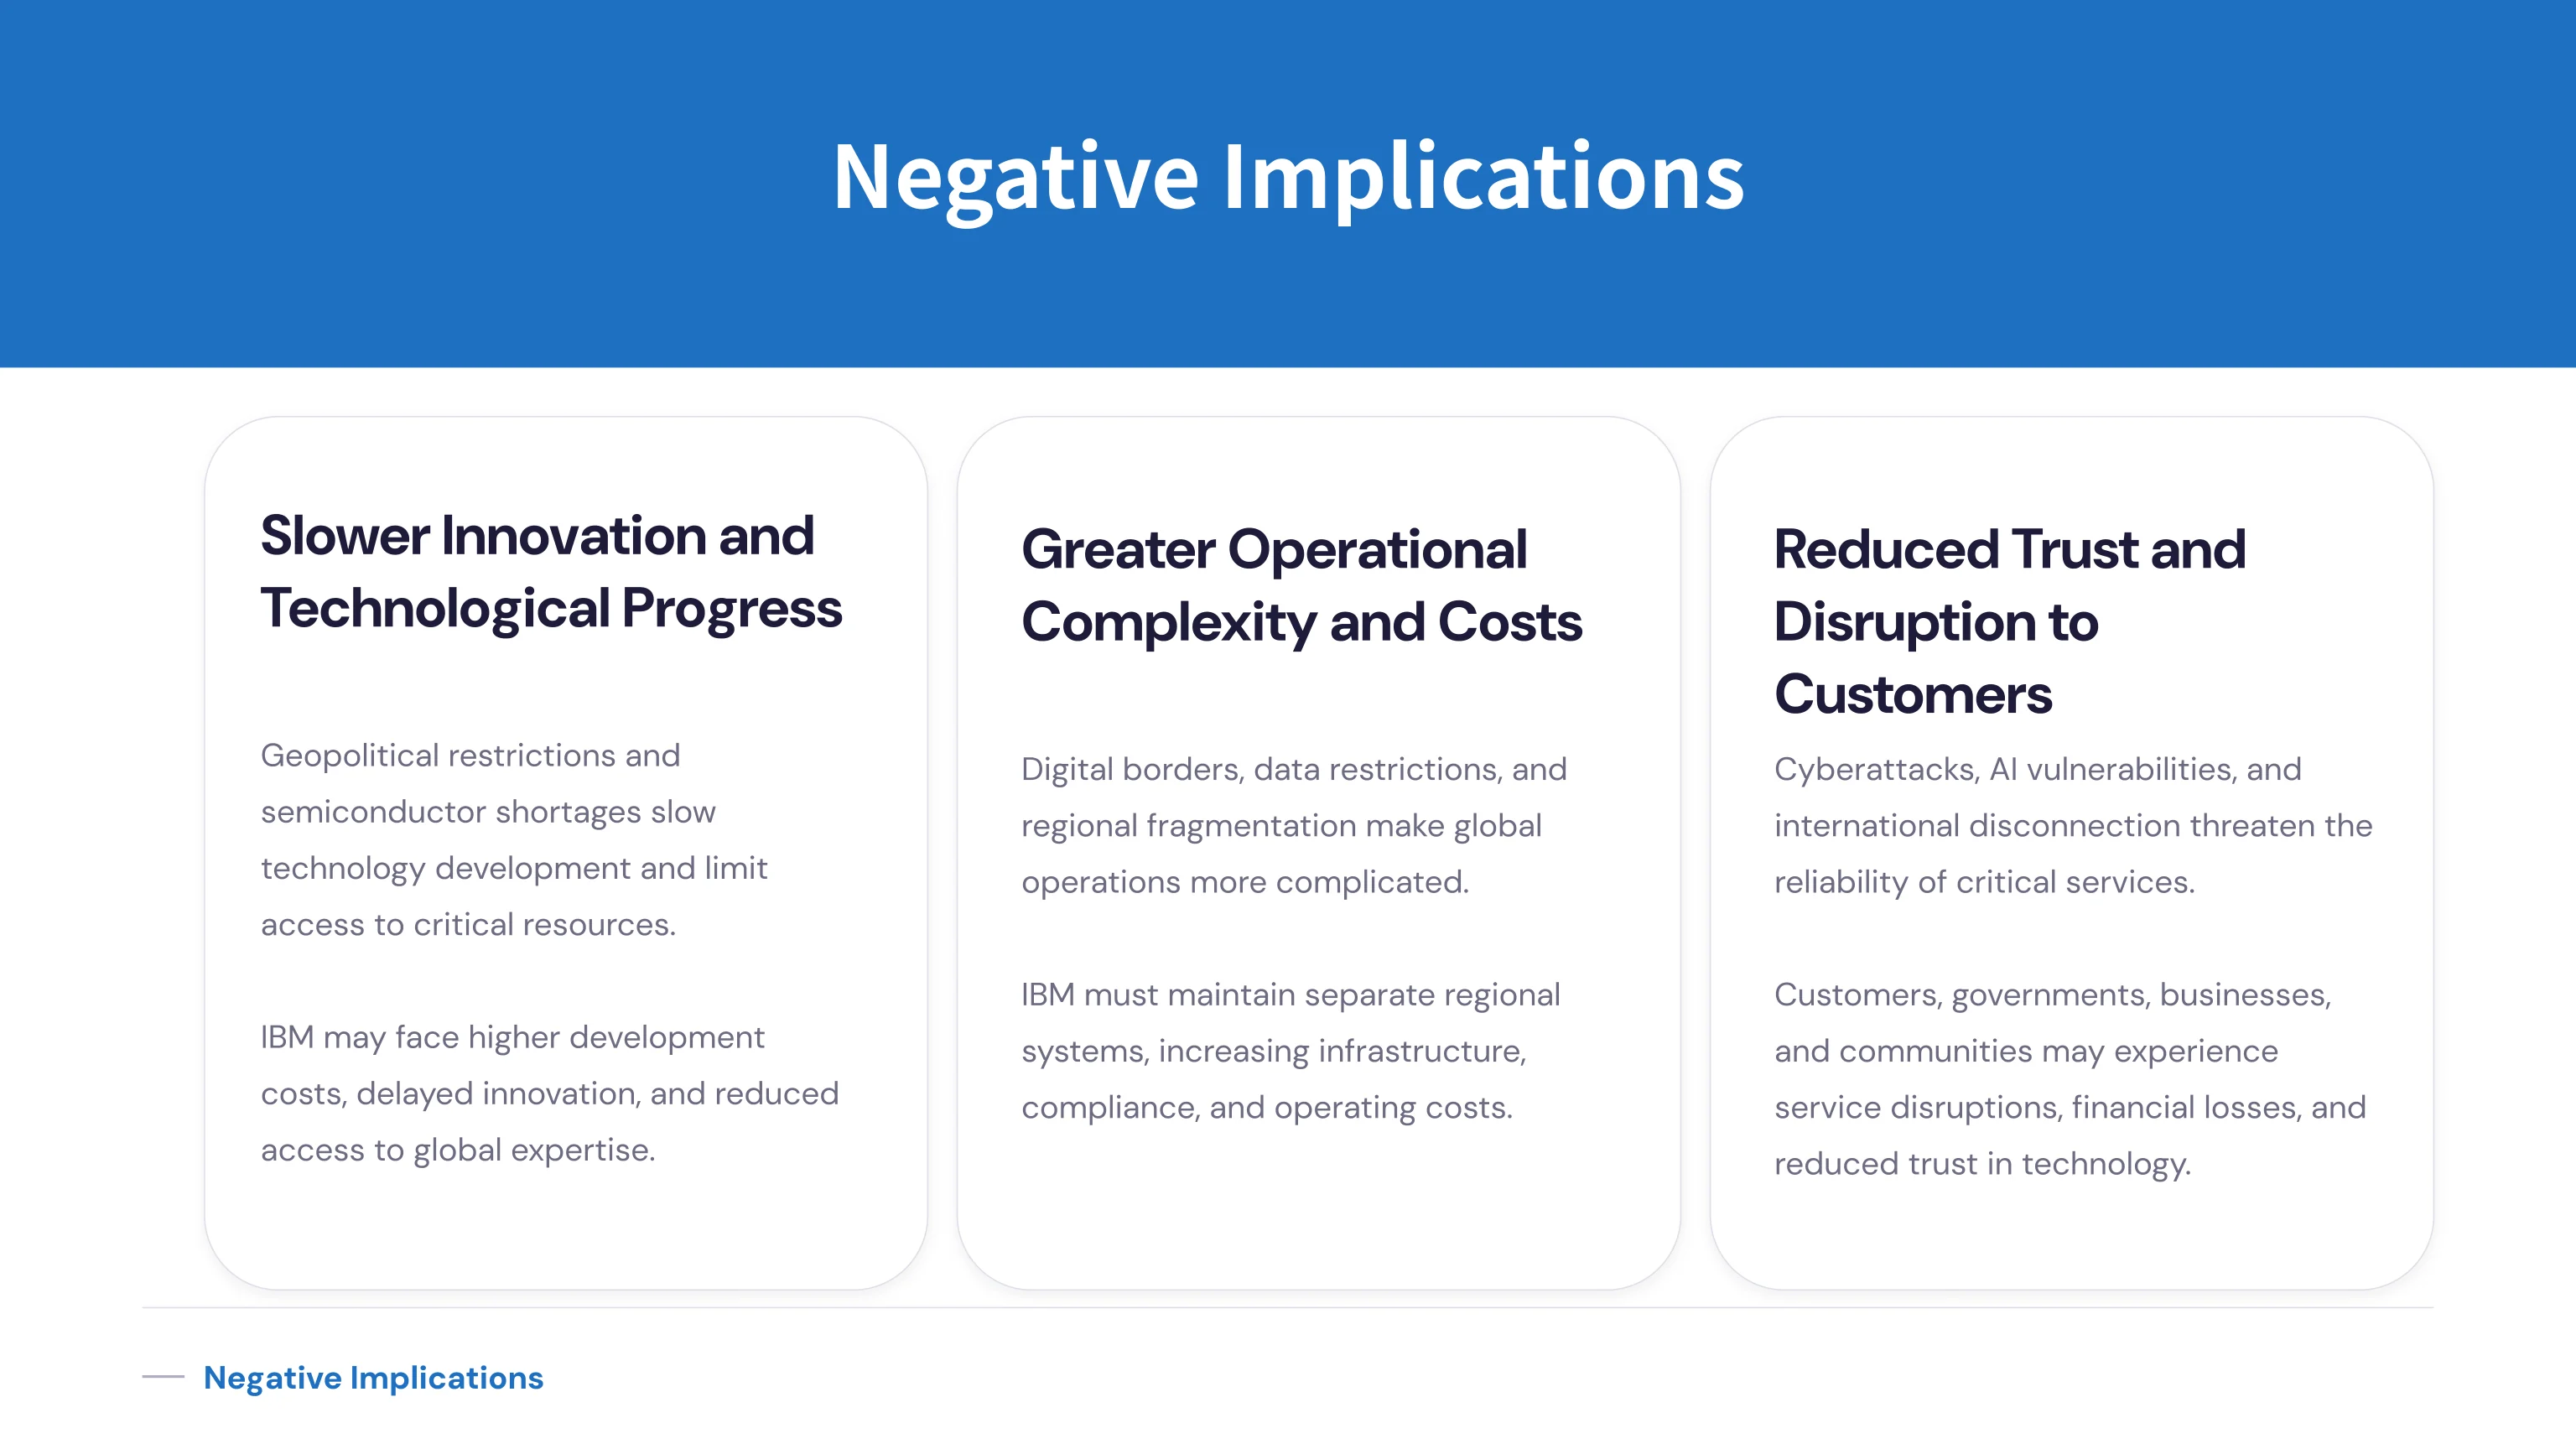 Negative Implications
Slower Innovation and
Technological Progress
Geopolitical restrictions and
semiconductor shortages slow
technology development and limit
access to critical resources.
IBM may face higher development
costs, delayed innovation, and reduced
access to global expertise.
Greater Operational
Complexity and Costs
Digital borders, data restrictions, and
regional fragmentation make global
operations more complicated.
IBM must maintain separate regional
systems, increasing infrastructure,
compliance, and operating costs.
Reduced Trust and
Disruption to
Customers
Cyberattacks, AI vulnerabilities, and
international disconnection threaten the
reliability of critical services.
Customers, governments, businesses,
and communities may experience
service disruptions, financial losses, and
reduced trust in technology.
Negative Implications